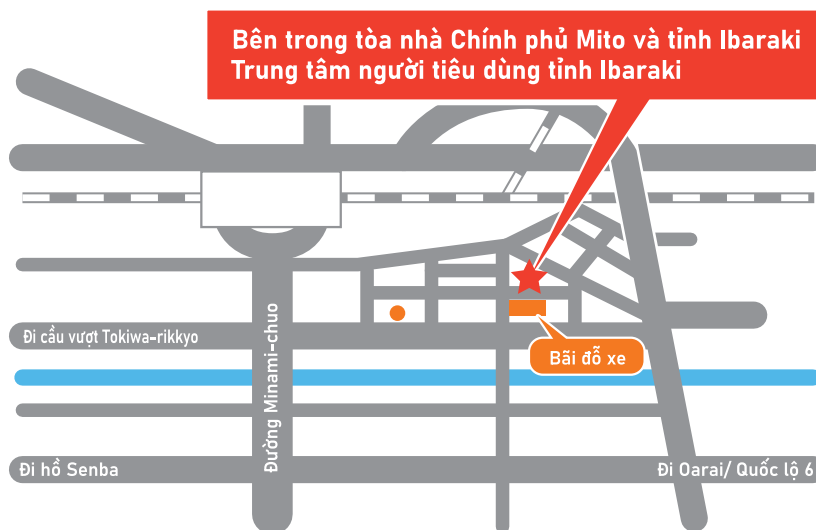 Bên trong tòa nhà Chính phủ Mito và tỉnh Ibaraki
Trung tâm người tiêu dùng tỉnh Ibaraki
Đi cầu vượt Tokiwa-rikkyo
Bãi đỗ xe
Đường Minami-chuo
Đi hồ Senba
Đi Oarai/ Quốc lộ 6